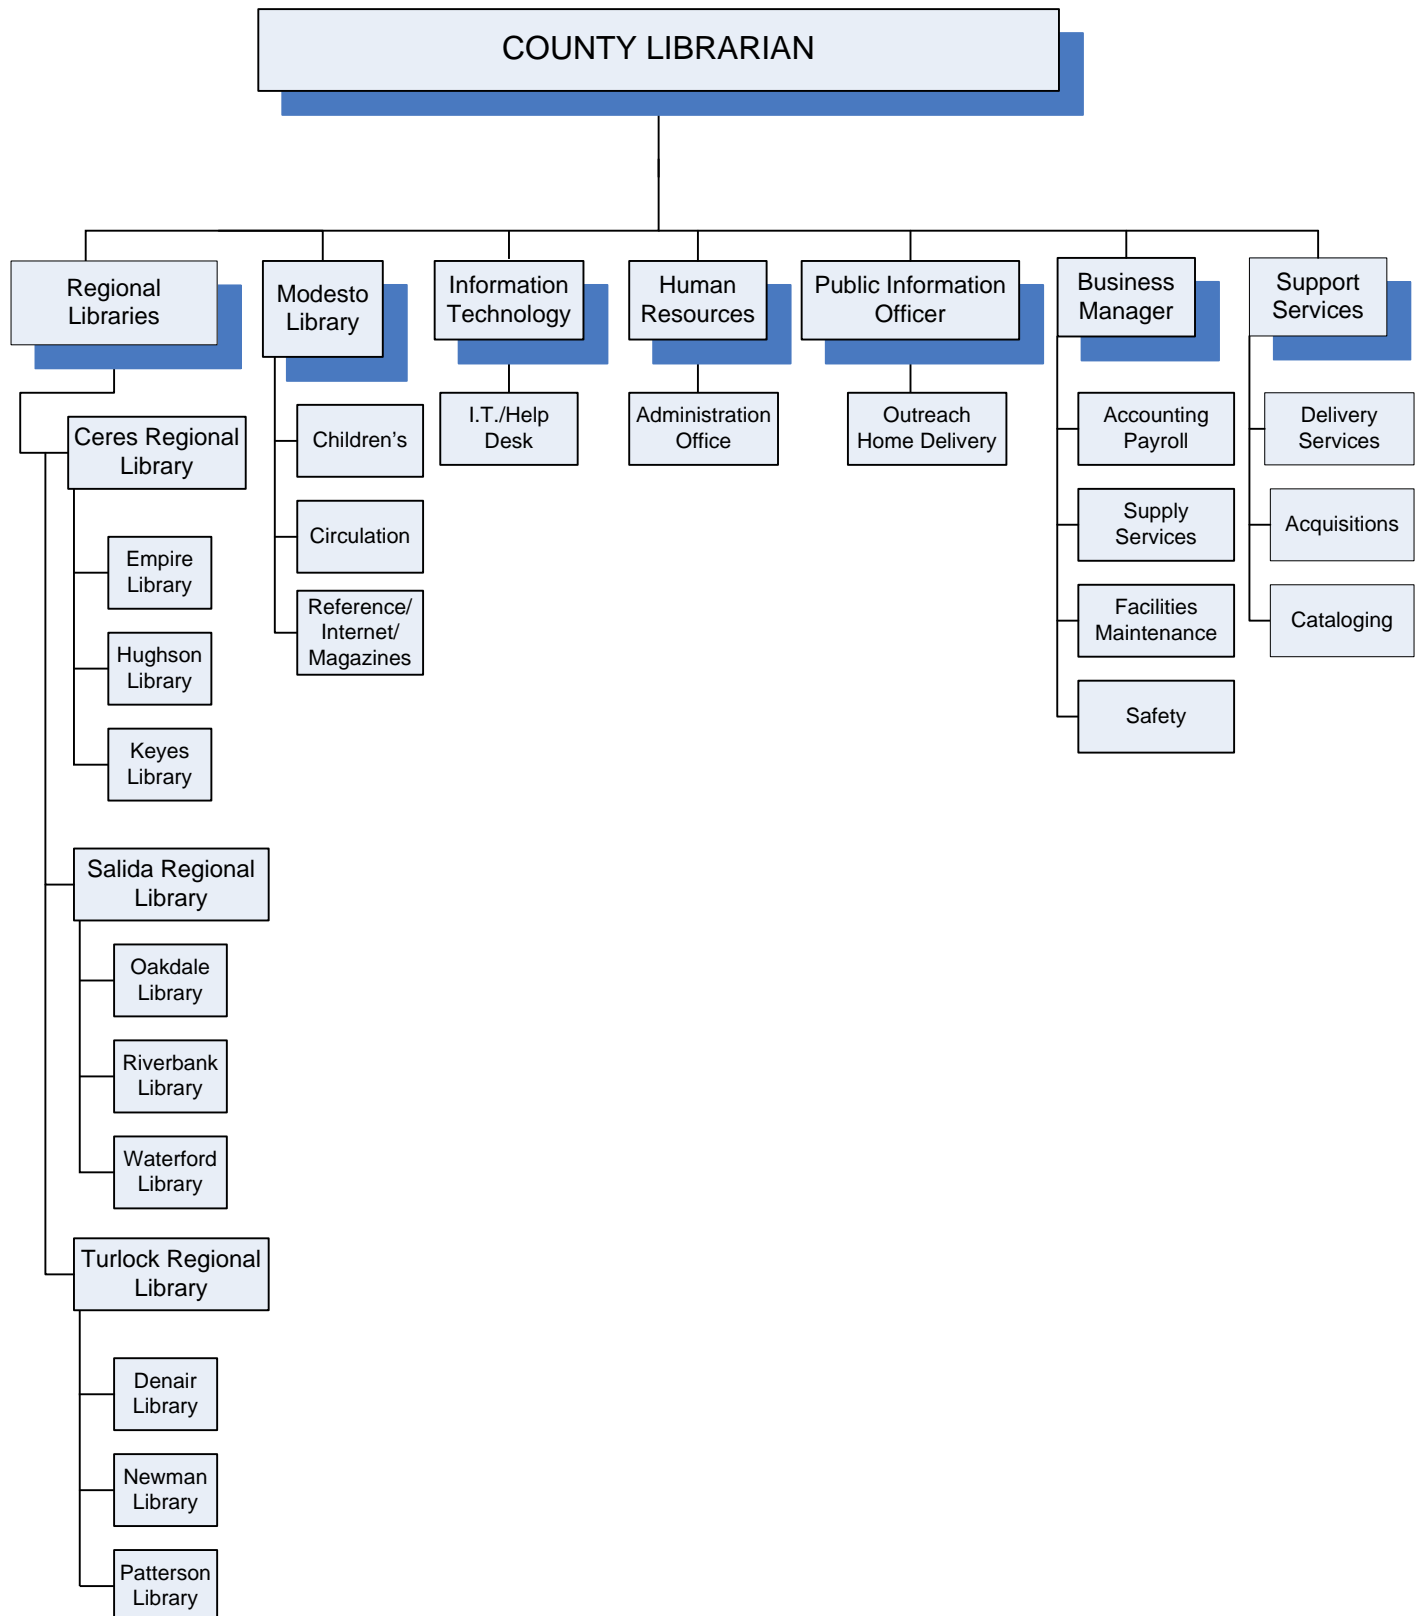 COUNTY LIBRARIAN
Regional
Libraries
Modesto
Library
Information
Technology
Human
Resources
Public Information
Officer
Business
Manager
Support
Services
Ceres Regional
Library
Empire
Library
Hughson
Library
Keyes
Library
Salida Regional
Library
Oakdale
Library
Riverbank
Library
Waterford
Library
Turlock Regional
Library
Denair
Library
Newman
Library
Patterson
Library
Children's
Circulation
Reference/
Internet/
Magazines
I.T./Help
Desk
Administration
Office
Outreach
Home Delivery
Accounting
Payroll
Supply
Services
Facilities
Maintenance
Safety
Delivery
Services
Acquisitions
Cataloging